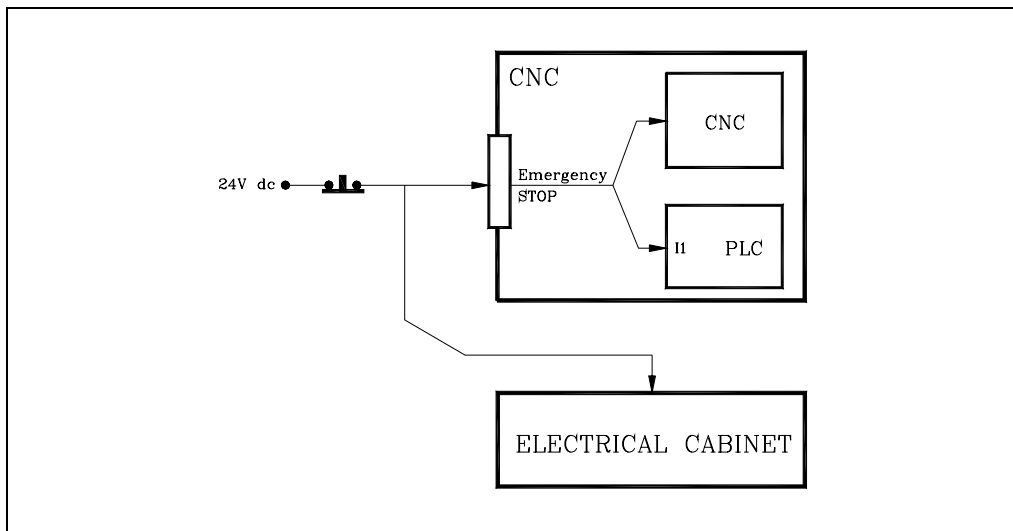 CNC
CNC
24V dc
Emergency
STOP
I1 PLC
ELECTRICAL CABINET